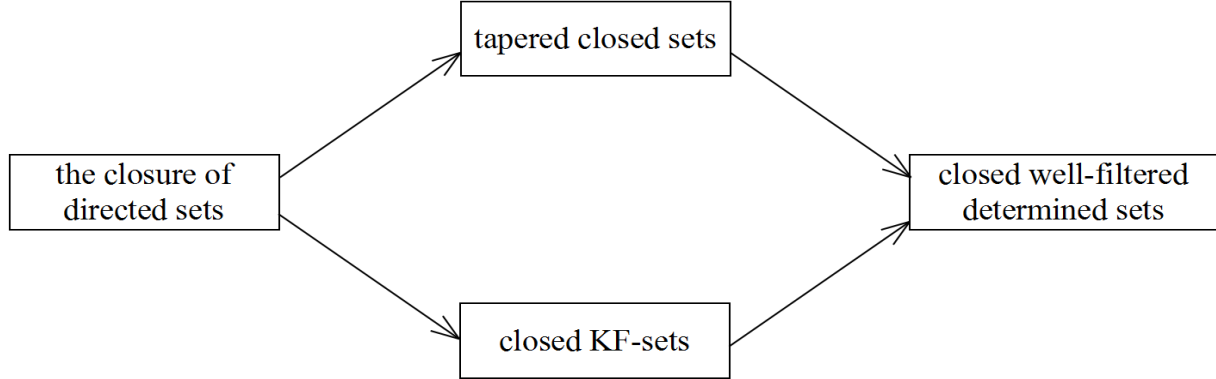 tapered closed sets
the closure of
directed sets
closed well-filtered
determined sets
closed KF-sets